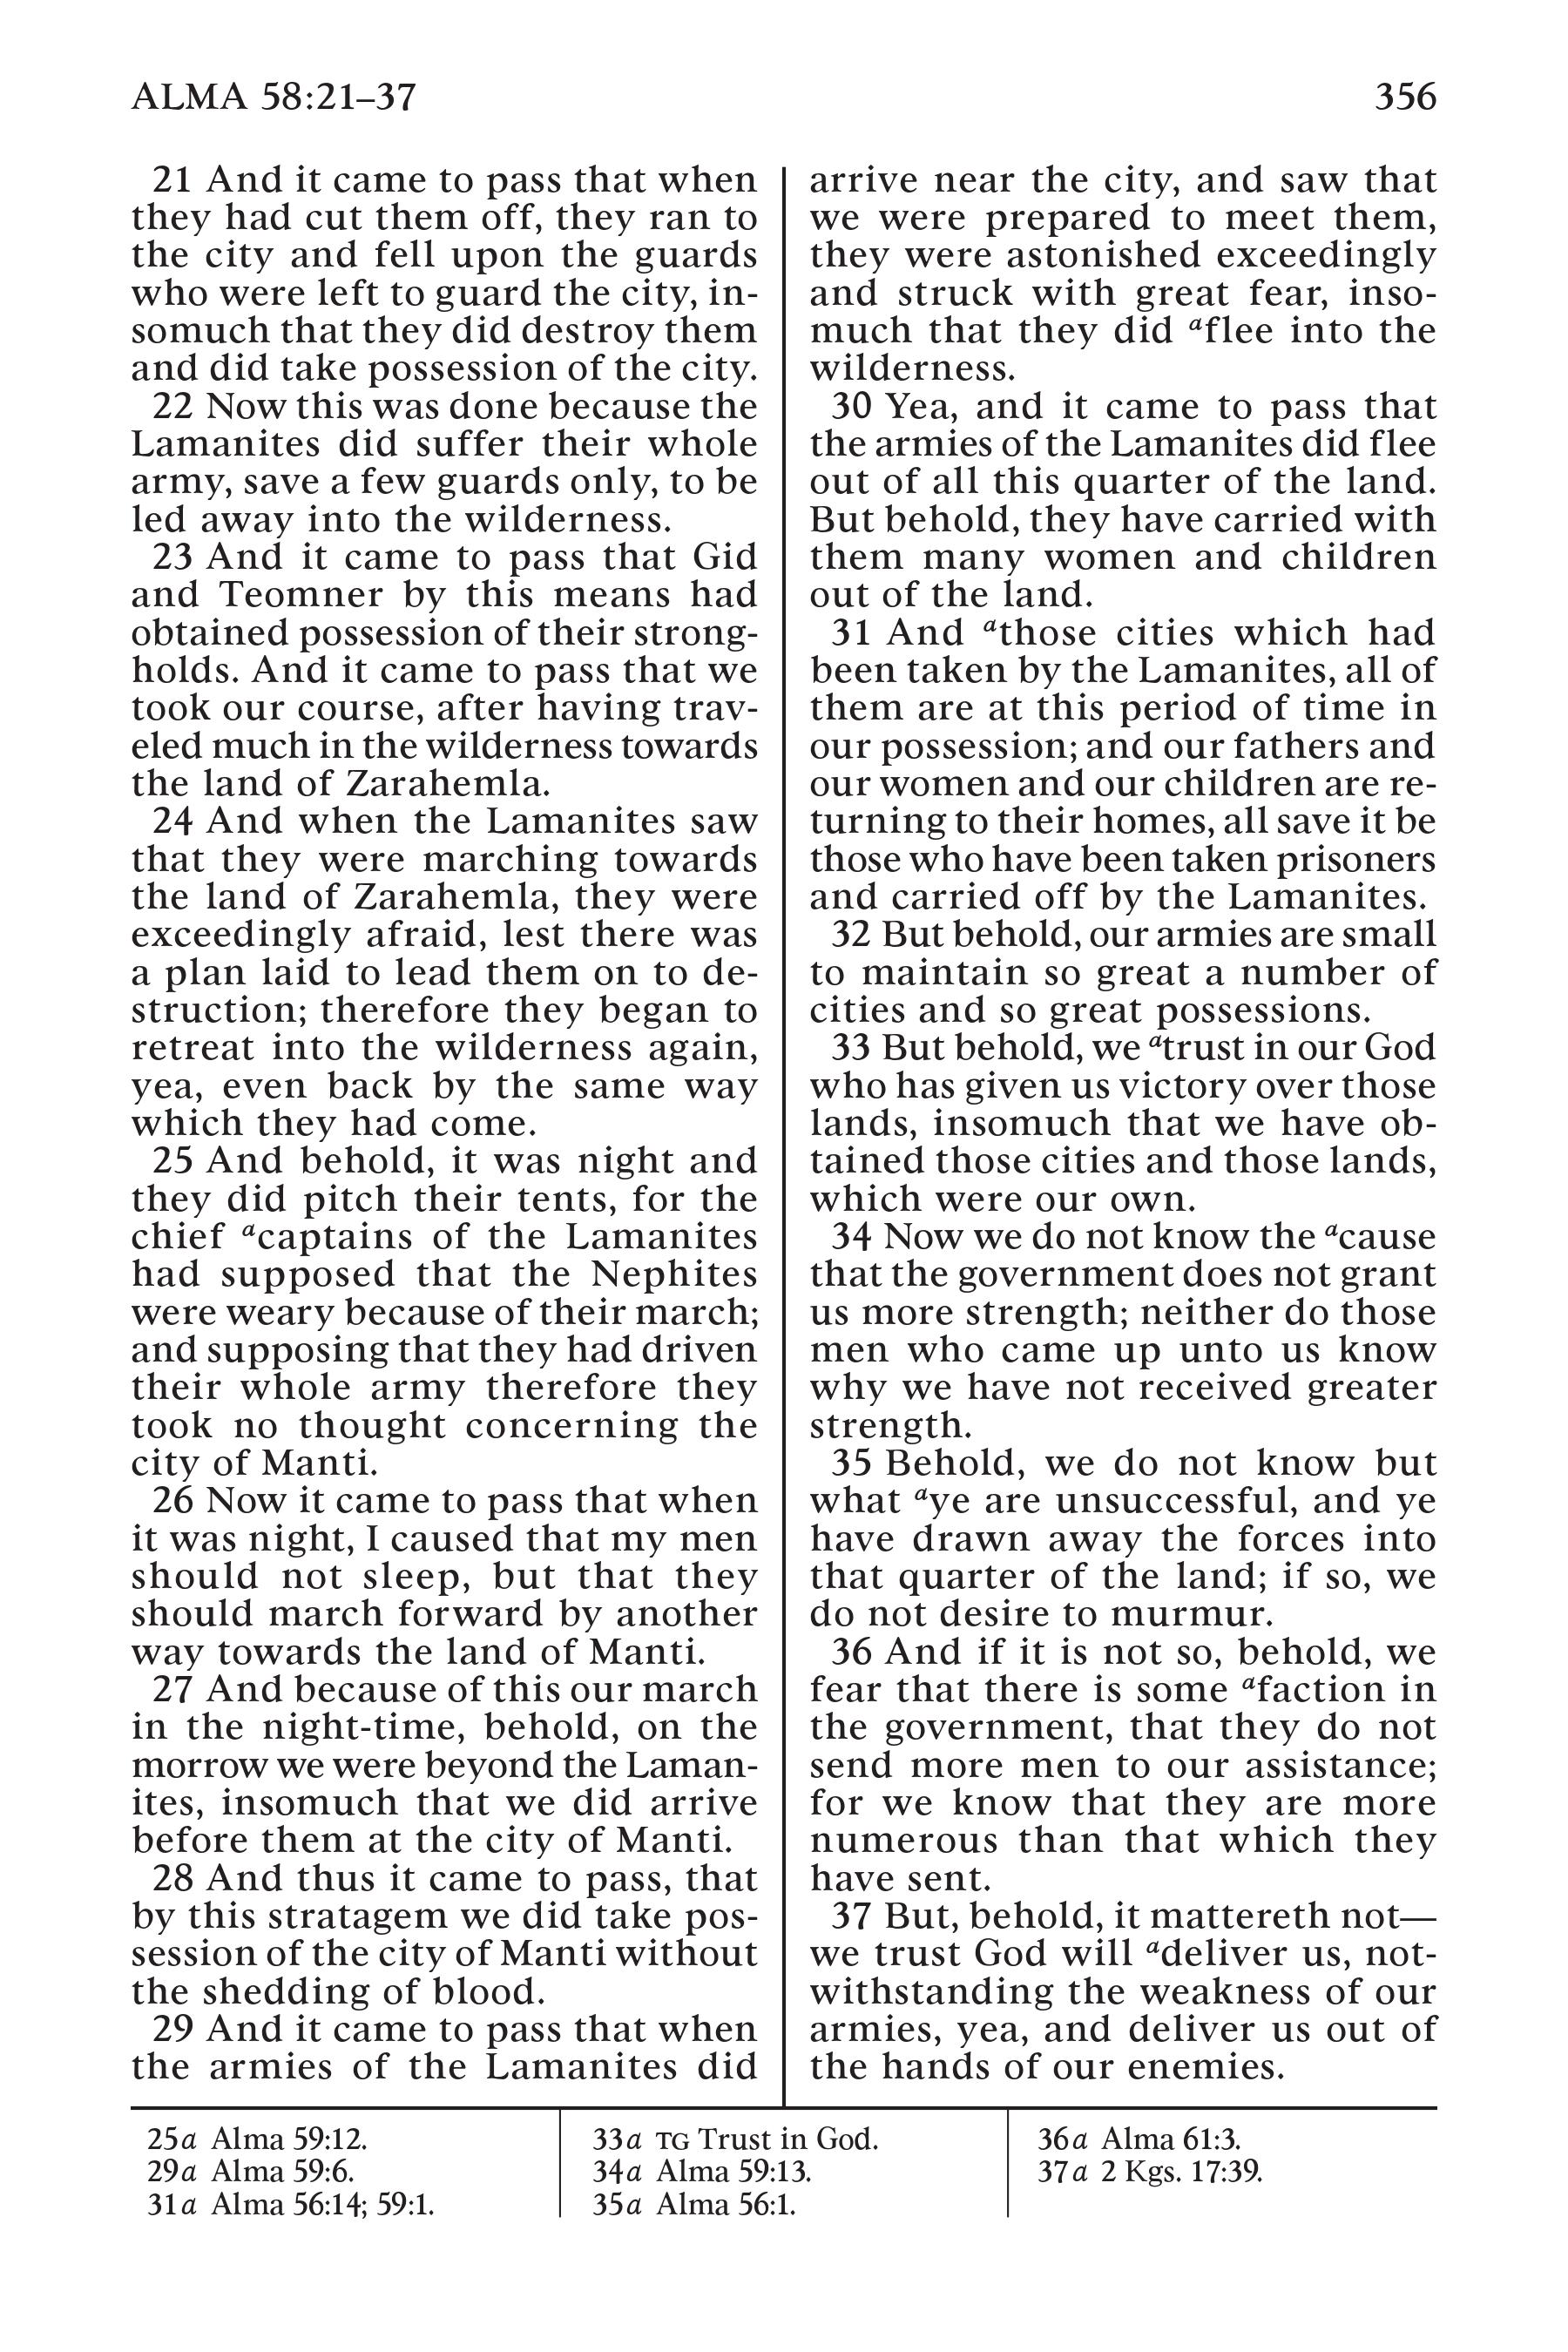 ALMA 58:21–37
356
21 And it came to pass that when
they had cut them off, they ran to
the city and fell upon the guards
who were left to guard the city, in-
somuch that they did destroy them
and did take possession of the city.
22 Now this was done because the
Lamanites did suffer their whole
army, save a few guards only, to be
led away into the wilderness.
23 And it came to pass that Gid
and Teomner by this means had
obtained possession of their strong-
holds. And it came to pass that we
took our course, after having trav-
eled much in the wilderness towards
the land of Zarahemla.
24 And when the Lamanites saw
that they were marching towards
the land of Zarahemla, they were
exceedingly afraid, lest there was
a plan laid to lead them on to de-
struction; therefore they began to
retreat into the wilderness again,
yea, even back by the same way
which they had come.
25 And behold, it was night and
they did pitch their tents, for the
chief acaptains of the Lamanites
had supposed that the Nephites
were weary because of their march;
and supposing that they had driven
their whole army therefore they
took no thought concerning the
city of Manti.
26 Now it came to pass that when
it was night, I caused that my men
should not sleep, but that they
should march forward by another
way towards the land of Manti.
27 And because of this our march
in the night-time, behold, on the
morrow we were beyond the Laman-
ites, insomuch that we did arrive
before them at the city of Manti.
28 And thus it came to pass, that
by this stratagem we did take pos-
session of the city of Manti without
the shedding of blood.
29 And it came to pass that when
the armies of the Lamanites did
arrive near the city, and saw that
we were prepared to meet them,
they were astonished exceedingly
and struck with great fear, inso-
much that they did aflee into the
wilderness.
30 Yea, and it came to pass that
the armies of the Lamanites did flee
out of all this quarter of the land.
But behold, they have carried with
them many women and children
out of the land.
31 And athose cities which had
been taken by the Lamanites, all of
them are at this period of time in
our possession; and our fathers and
our women and our children are re-
turning to their homes, all save it be
those who have been taken prisoners
and carried off by the Lamanites.
32 But behold, our armies are small
to maintain so great a number of
cities and so great possessions.
33 But behold, we atrust in our God
who has given us victory over those
lands, insomuch that we have ob-
tained those cities and those lands,
which were our own.
34 Now we do not know the acause
that the government does not grant
us more strength; neither do those
men who came up unto us know
why we have not received greater
strength.
35 Behold, we do not know but
what aye are unsuccessful, and ye
have drawn away the forces into
that quarter of the land; if so, we
do not desire to murmur.
36 And if it is not so, behold, we
fear that there is some afaction in
the government, that they do not
send more men to our assistance;
for we know that they are more
numerous than that which they
have sent.
37 But, behold, it mattereth not—
we trust God will adeliver us, not-
withstanding the weakness of our
armies, yea, and deliver us out of
the hands of our enemies.
25a Alma 59:12.
29a Alma 59:6.
31a Alma 56:14; 59:1.
33a TG Trust in God.
34a Alma 59:13.
35a Alma 56:1.
36a Alma 61:3.
37a 2 Kgs. 17:39.